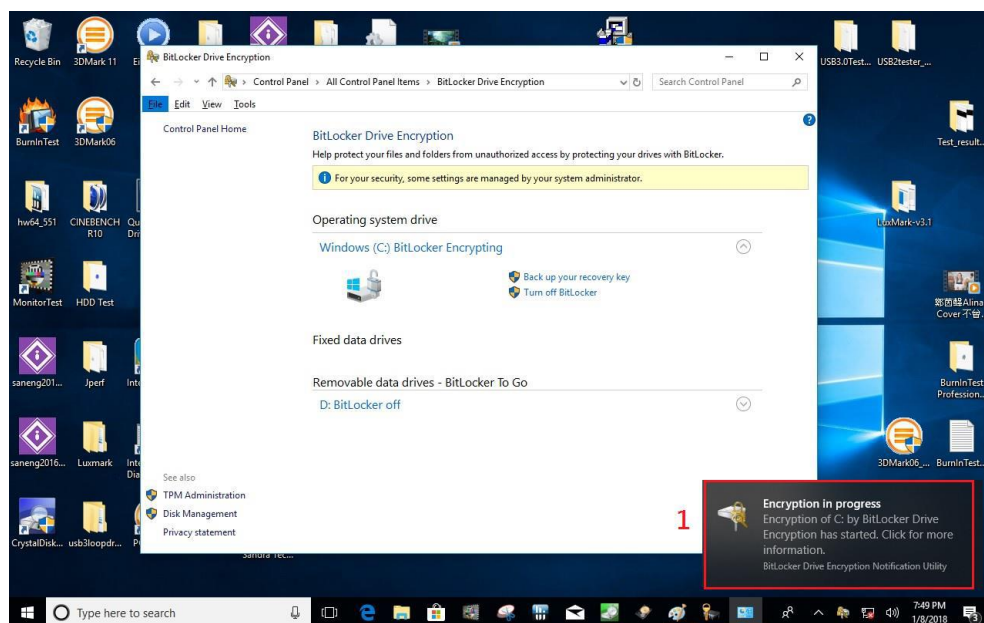 Recycle Bin
3DMark 11
USB3.0Test...
USB2tester_...
BitLocker Drive Encryption
Control Panel > All Control Panel Items > BitLocker Drive Encryption
Search Control Panel
File Edit View Tools
Control Panel Home
BitLocker Drive Encryption
Help protect your files and folders from unauthorized access by protecting your drives with BitLocker.
For your security, some settings are managed by your system administrator.
Operating system drive
Windows (C:) BitLocker Encrypting
Back up your recovery key
Turn off BitLocker
Fixed data drives
Removable data drives - BitLocker To Go
D: BitLocker off
See also
TPM Administration
Disk Management
Privacy statement
BurnInTest
3DMark06
Test_result...
hw64_551
CINEBENCH
R10
LuxMark-v3.1
MonitorTest
HDD Test
Cover
saneng201...
Jperf
BurnInTest
Profession...
saneng2016...
Luxmark
3DMark06_...
BurnInTest...
CrystalDisk...
usb3loopdr...
Sandra Tec...
1
Encryption in progress
Encryption of C: by BitLocker Drive
Encryption has started. Click for more
information.
BitLocker Drive Encryption Notification Utility
Type here to search
7:49 PM
1/8/2018
3